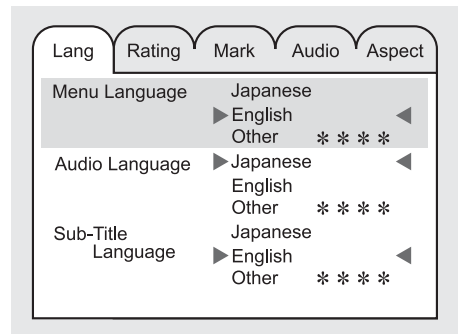 Lang Rating Mark Audio Aspect
Menu Language Japanese
▶English ◀
Other ****
Audio Language ▶Japanese ◀
English
Other ****
Sub-Title Japanese
Language ▶English ◀
Other ****